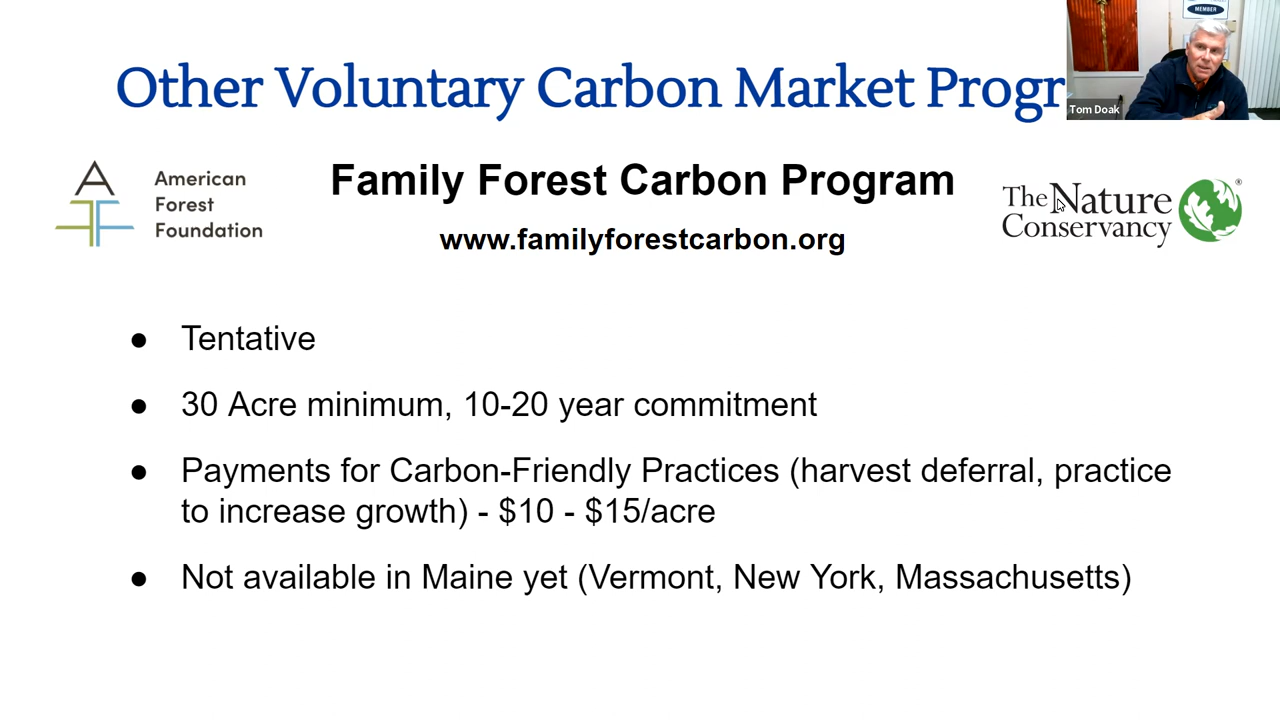 Other Voluntary Carbon Market Progr
MEMBER
Tom Doak
American
Forest
Foundation
Family Forest Carbon Program
www.familyforestcarbon.org
The Nature
Conservancy
®
● Tentative
● 30 Acre minimum, 10-20 year commitment
● Payments for Carbon-Friendly Practices (harvest deferral, practice
to increase growth) - $10 - $15/acre
● Not available in Maine yet (Vermont, New York, Massachusetts)